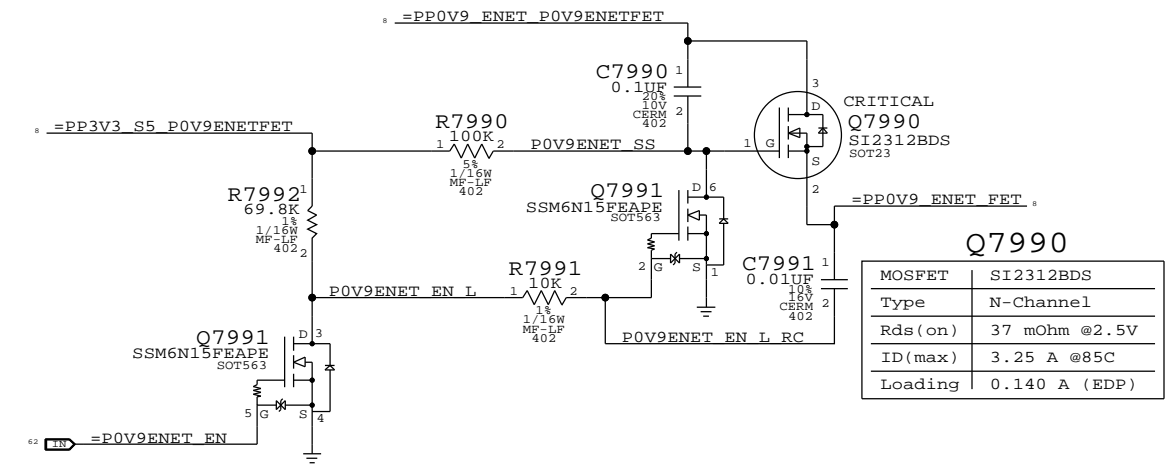 8 =PP0V9_ENET_P0V9ENETFET
C7990 1
0.1UF
20%
10V 2
CERM
402
3
D
CRITICAL
Q7990
SI2312BDS
SOT23
1 G
S
2
8 =PP3V3_S5_P0V9ENETFET
R7990
100K
1 2
5%
1/16W
MF-LF
402
P0V9ENET_SS
R7992 1
69.8K
1%
1/16W
MF-LF
402 2
Q7991
SSM6N15FEAPE
SOT563
D 6
2 G S 1
=PP0V9_ENET_FET 8
C7991 1
0.01UF
10%
16V 2
CERM
402
P0V9ENET_EN_L
R7991
10K
1 2
1%
1/16W
MF-LF
402
P0V9ENET_EN_L_RC
Q7991
SSM6N15FEAPE
SOT563
D 3
5 G S 4
62 IN =P0V9ENET_EN
Q7990
MOSFET SI2312BDS
Type N-Channel
Rds(on) 37 mOhm @2.5V
ID(max) 3.25 A @85C
Loading 0.140 A (EDP)